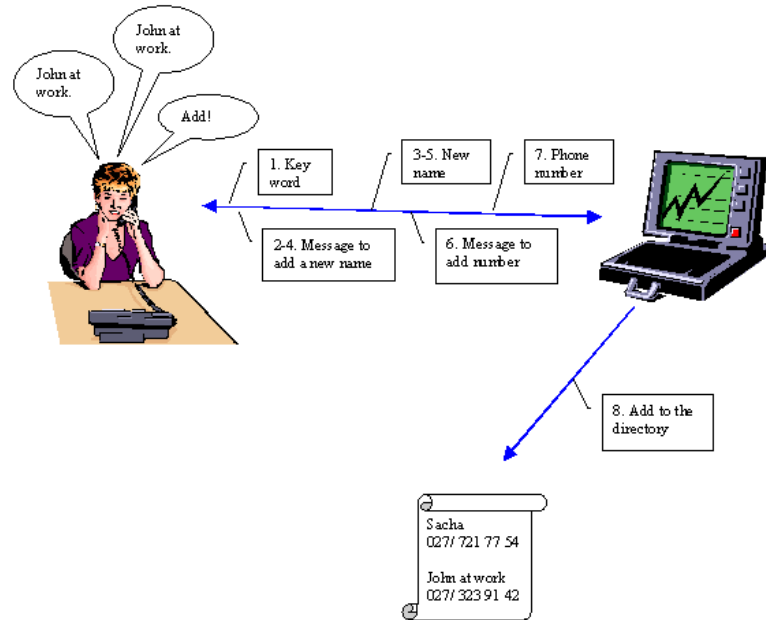 John at
work.
John at
work.
Add!
1. Key
word
3-5. New
name
7. Phone
number
2-4. Message to
add a new name
6. Message to
add number
8. Add to the
directory
Sacha
027/ 721 77 54
John at work
027/ 323 91 42